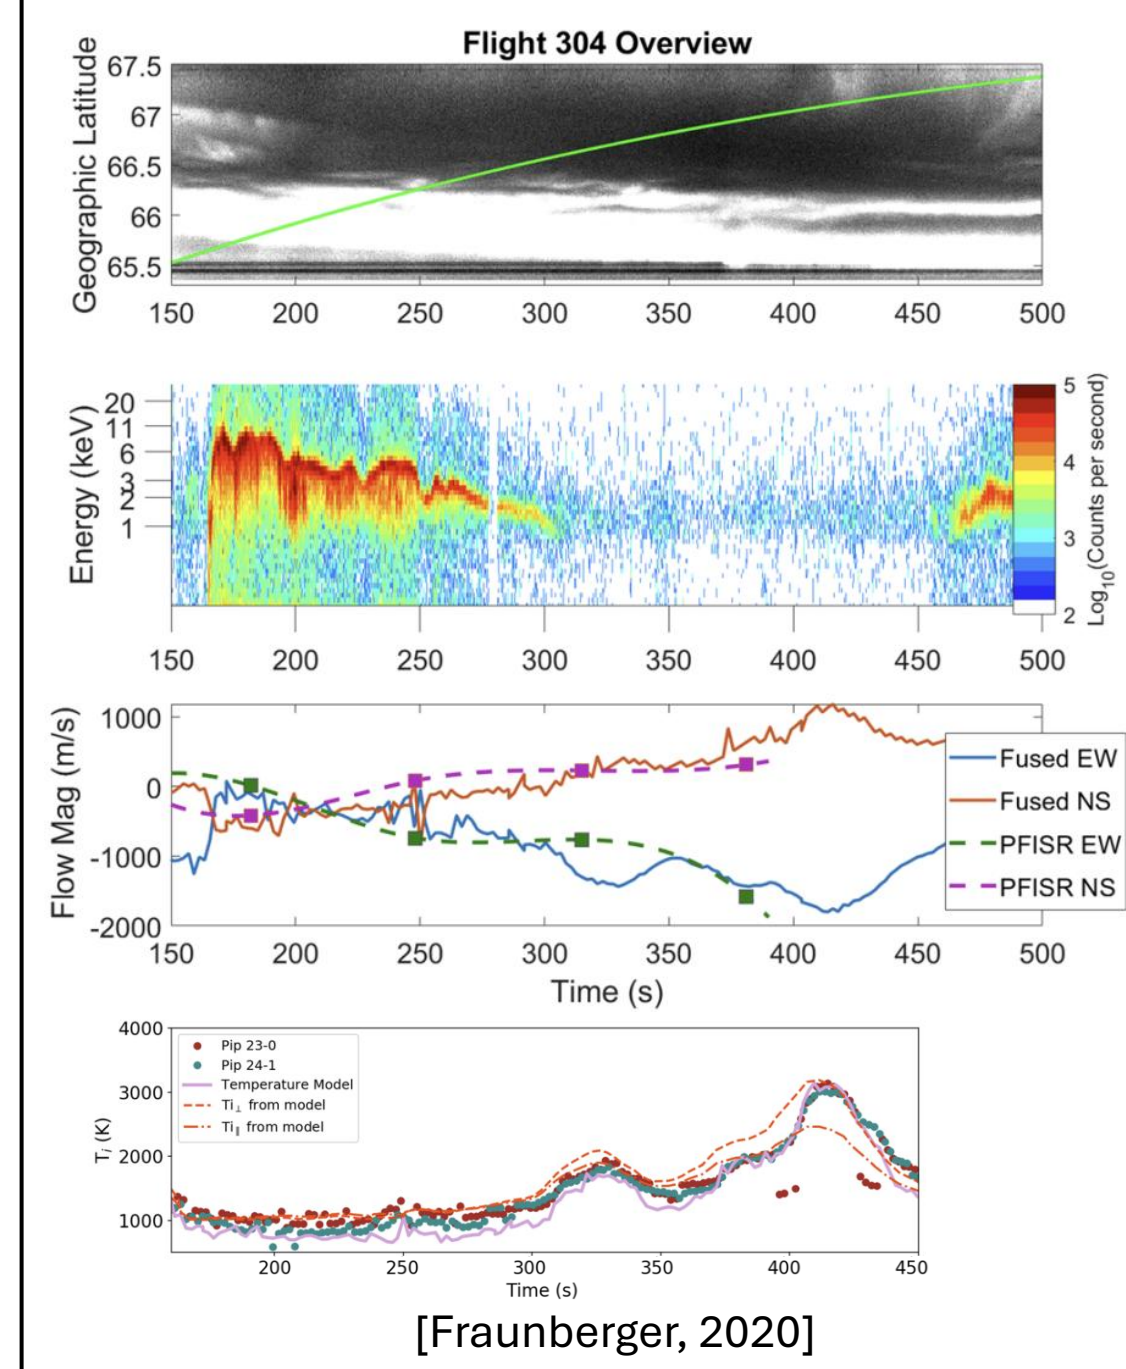 Flight 304 Overview
Geographic Latitude
67.5
67
66.5
66
65.5
150 200 250 300 350 400 450 500
Energy (keV)
20
11
6
3
2
1
5
4
3
2
Log10(Counts per second)
150 200 250 300 350 400 450 500
Flow Mag (m/s)
1000
0
-1000
-2000
Fused EW
Fused NS
PFISR EW
PFISR NS
150 200 250 300 350 400 450 500
Time (s)
Ti (K)
4000
3000
2000
1000
Pip 23-0
Pip 24-1
Temperature Model
Ti⊥ from model
Ti∥ from model
200 250 300 350 400 450
Time (s)
[Fraunberger, 2020]